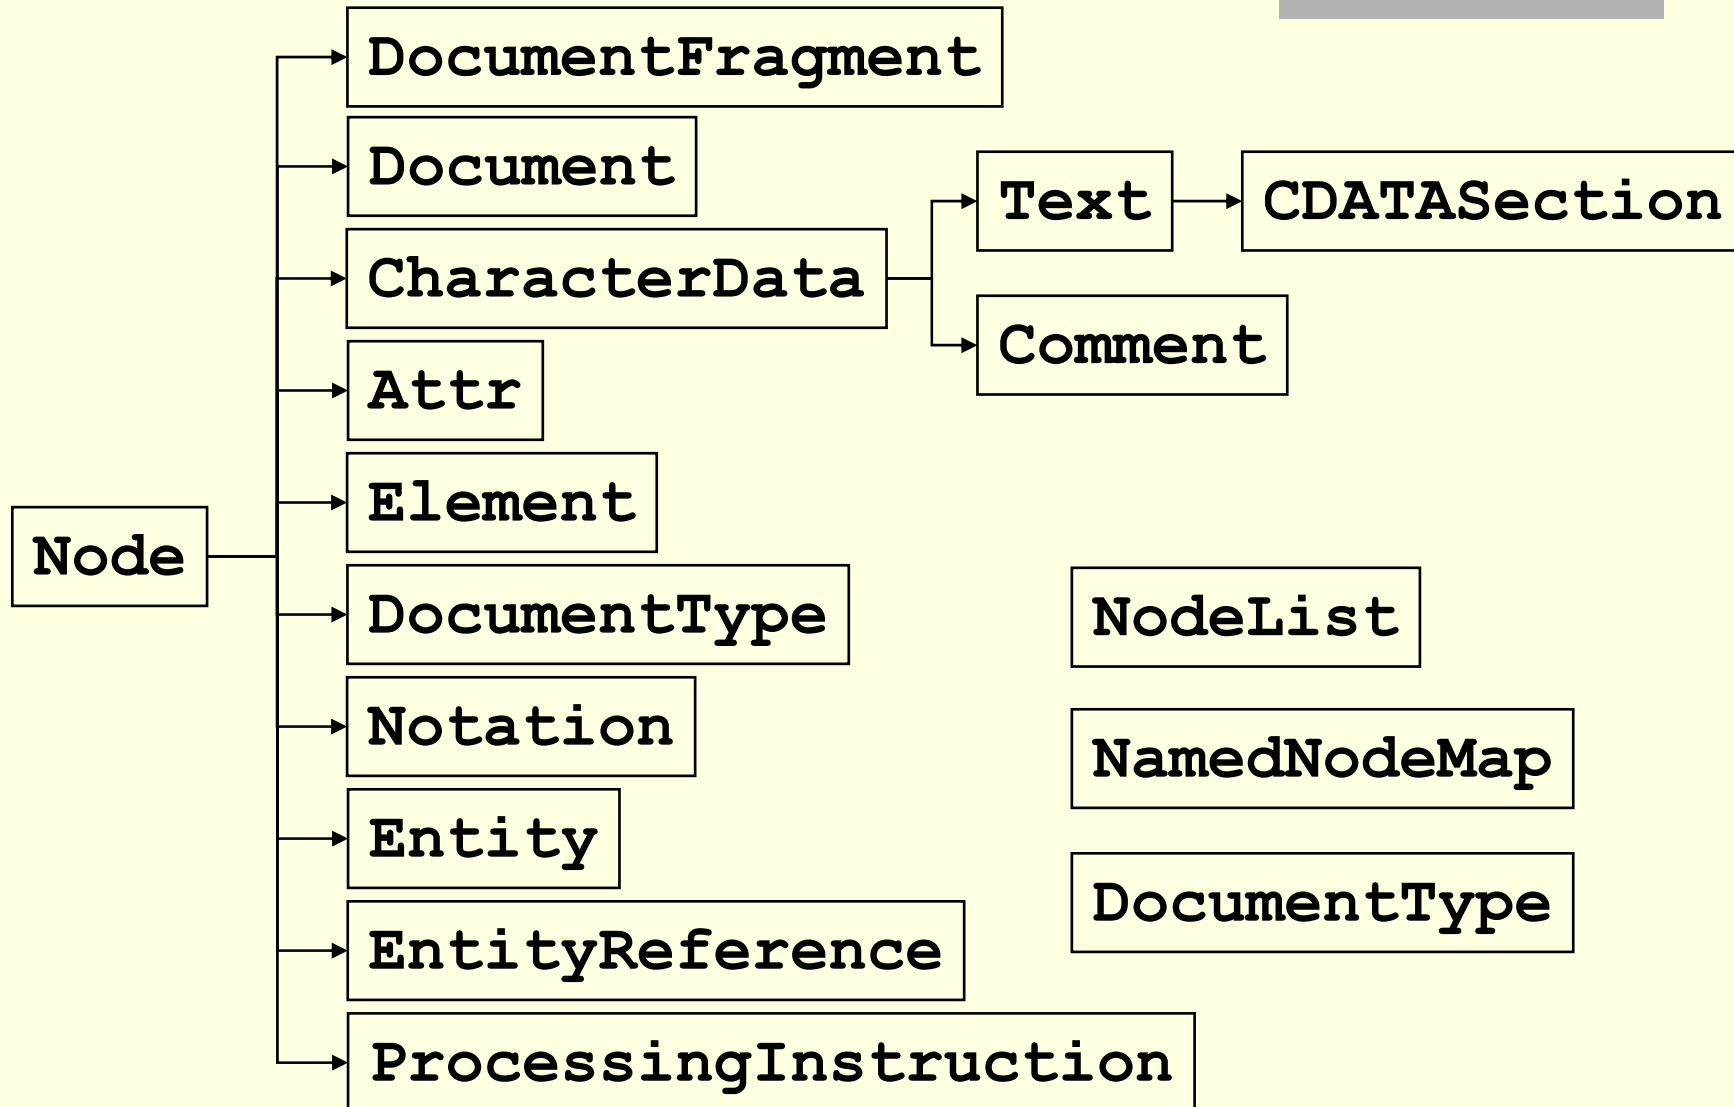 DocumentFragment
Document
CharacterData
Text
CDATASection
Comment
Attr
Element
Node
DocumentType
Notation
Entity
EntityReference
ProcessingInstruction
NodeList
NamedNodeMap
DocumentType